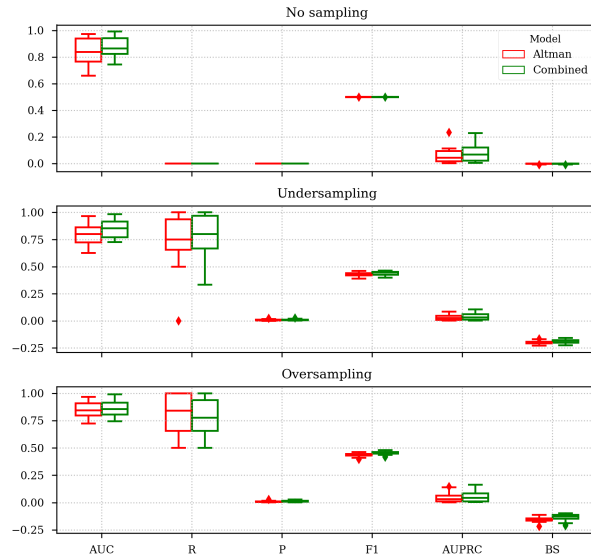 No sampling
1.0
0.8
0.6
0.4
0.2
0.0
Model
Altman
Combined
Undersampling
1.00
0.75
0.50
0.25
0.00
−0.25
Oversampling
1.00
0.75
0.50
0.25
0.00
−0.25
AUC R P F1 AUPRC BS